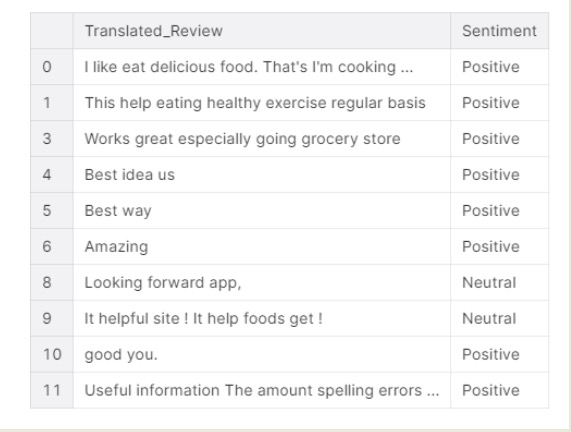 Translated_Review Sentiment
0 I like eat delicious food. That's I'm cooking ... Positive
1 This help eating healthy exercise regular basis Positive
3 Works great especially going grocery store Positive
4 Best idea us Positive
5 Best way Positive
6 Amazing Positive
8 Looking forward app, Neutral
9 It helpful site ! It help foods get ! Neutral
10 good you. Positive
11 Useful information The amount spelling errors ... Positive